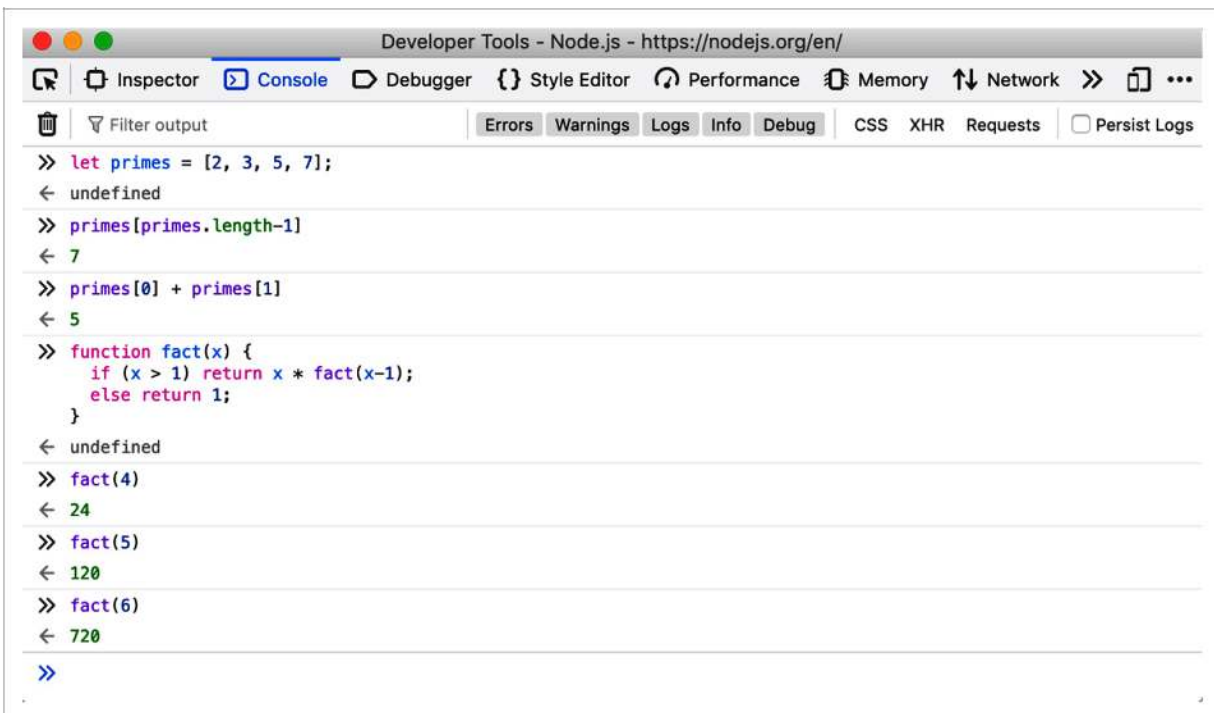 Developer Tools - Node.js - https://nodejs.org/en/
Inspector Console Debugger {} Style Editor Performance Memory Network
Filter output Errors Warnings Logs Info Debug CSS XHR Requests Persist Logs
» let primes = [2, 3, 5, 7];
← undefined
» primes[primes.length-1]
← 7
» primes[0] + primes[1]
← 5
» function fact(x) {
if (x > 1) return x * fact(x-1);
else return 1;
}
← undefined
» fact(4)
← 24
» fact(5)
← 120
» fact(6)
← 720
»